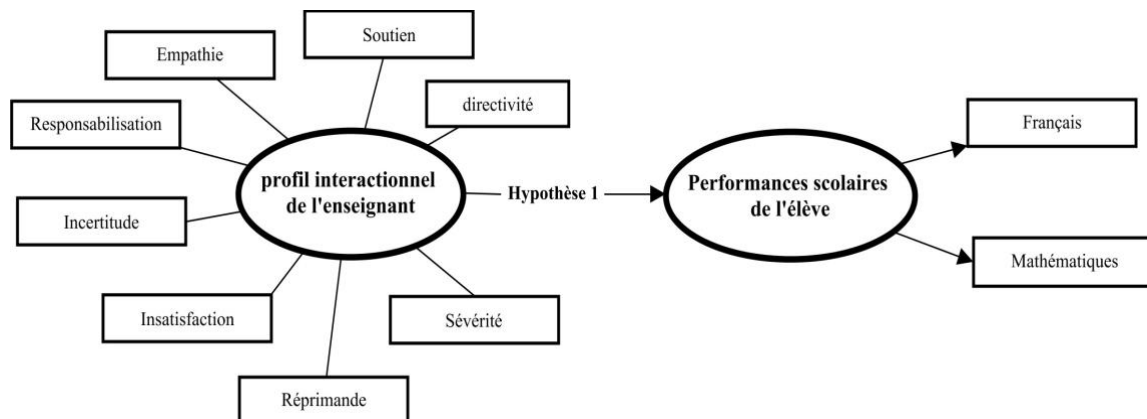 Soutien
Empathie
directivité
Responsabilisation
Français
profil interactionnel
de l'enseignant
Hypothèse 1
Performances scolaires
de l'élève
Incertitude
Mathématiques
Insatisfaction
Sévérité
Réprimande